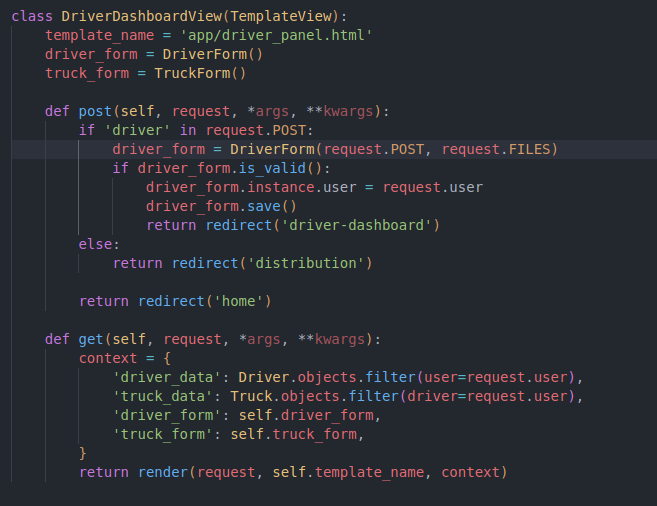 class DriverDashboardView(TemplateView):
    template_name = 'app/driver_panel.html'
    driver_form = DriverForm()
    truck_form = TruckForm()

    def post(self, request, *args, **kwargs):
        if 'driver' in request.POST:
            driver_form = DriverForm(request.POST, request.FILES)
            if driver_form.is_valid():
                driver_form.instance.user = request.user
                driver_form.save()
                return redirect('driver-dashboard')
        else:
            return redirect('distribution')

        return redirect('home')

    def get(self, request, *args, **kwargs):
        context = {
            'driver_data': Driver.objects.filter(user=request.user),
            'truck_data': Truck.objects.filter(driver=request.user),
            'driver_form': self.driver_form,
            'truck_form': self.truck_form,
        }
        return render(request, self.template_name, context)